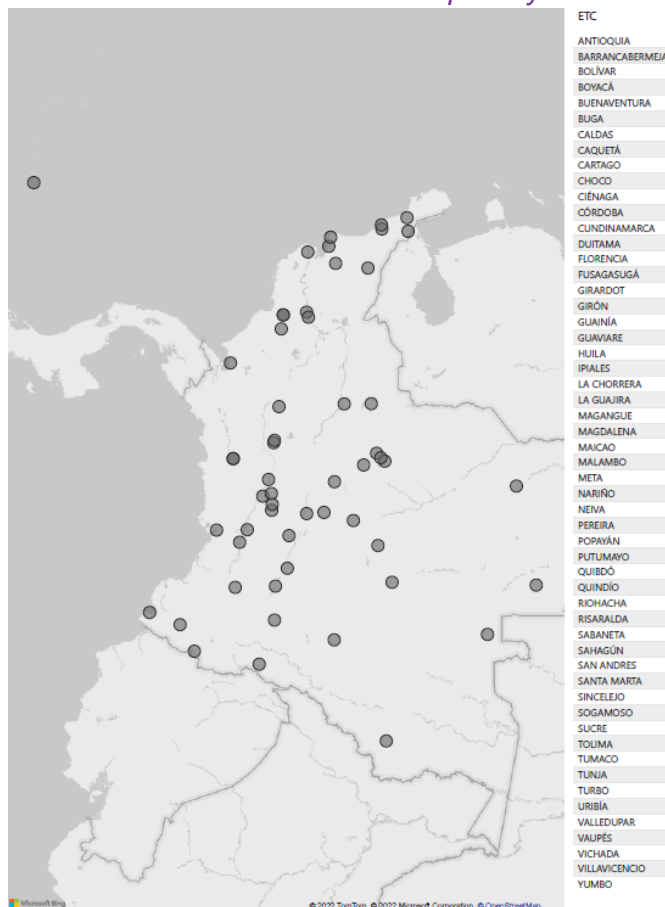 ETC
ANTIOQUIA
BARRANCABERMEJA
BOLÍVAR
BOYACÁ
BUENAVENTURA
BUGA
CALDAS
CAQUETÁ
CARTAGO
CHOCO
CIÉNAGA
CÓRDOBA
CUNDINAMARCA
DUITAMA
FLORENCIA
FUSAGASUGÁ
GIRARDOT
GIRÓN
GUAINÍA
GUAVIARE
HUILA
IPIALES
LA CHORRERA
LA GUAJIRA
MAGANGUE
MAGDALENA
MAICAO
MALAMBO
META
NARIÑO
NEIVA
PEREIRA
POPAYÁN
PUTUMAYO
QUIBDÓ
QUINDÍO
RIOHACHA
RISARALDA
SABANETA
SAHAGÚN
SAN ANDRES
SANTA MARTA
SINCELEJO
SOGAMOSO
SUCRE
TOLIMA
TUMACO
TUNJA
TURBO
URIBÍA
VALLEDUPAR
VAUPÉS
VICHADA
VILLAVICENCIO
YUMBO
Microsoft Bing
© 2022 TomTom, © 2022 Microsoft Corporation, © OpenStreetMap